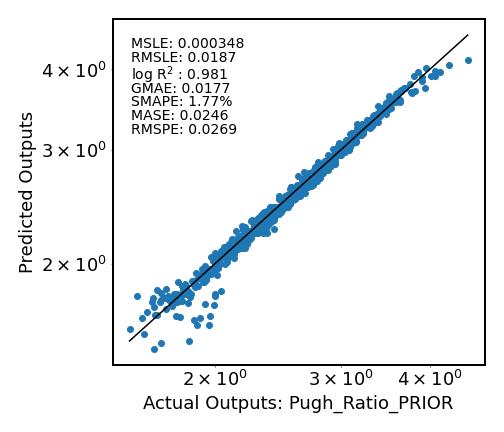 MSLE: 0.000348
RMSLE: 0.0187
log R² : 0.981
GMAE: 0.0177
SMAPE: 1.77%
MASE: 0.0246
RMSPE: 0.0269
4 × 10⁰
3 × 10⁰
2 × 10⁰
Predicted Outputs
2 × 10⁰ 3 × 10⁰ 4 × 10⁰
Actual Outputs: Pugh_Ratio_PRIOR